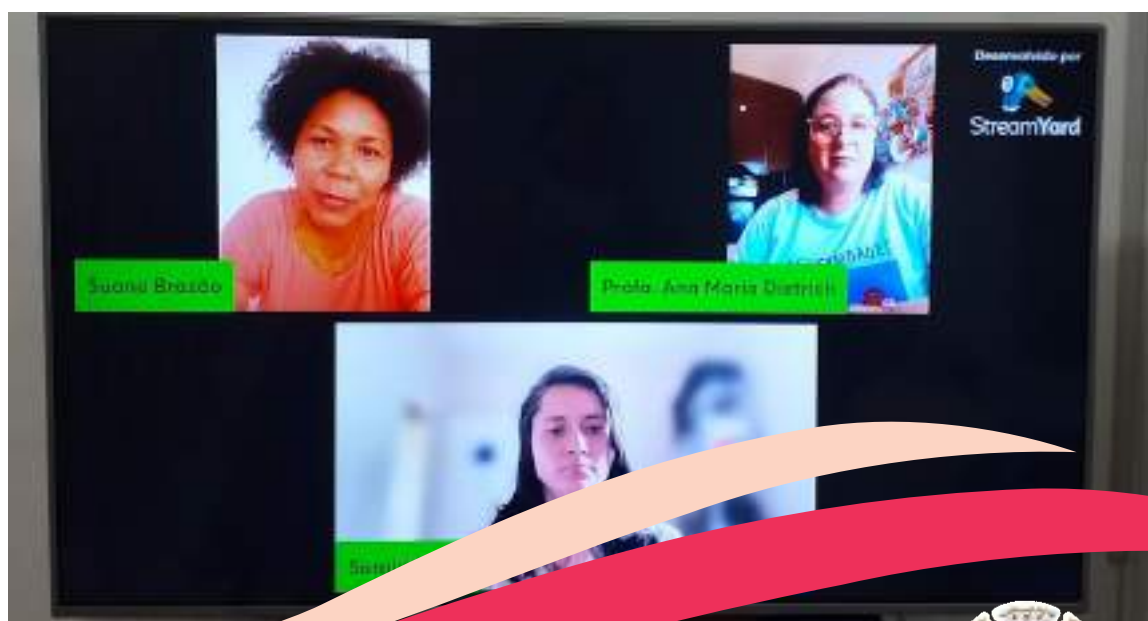 Desenvolvido por
StreamYard
Suane Brazão
Profa. Ana Maria Dietrich